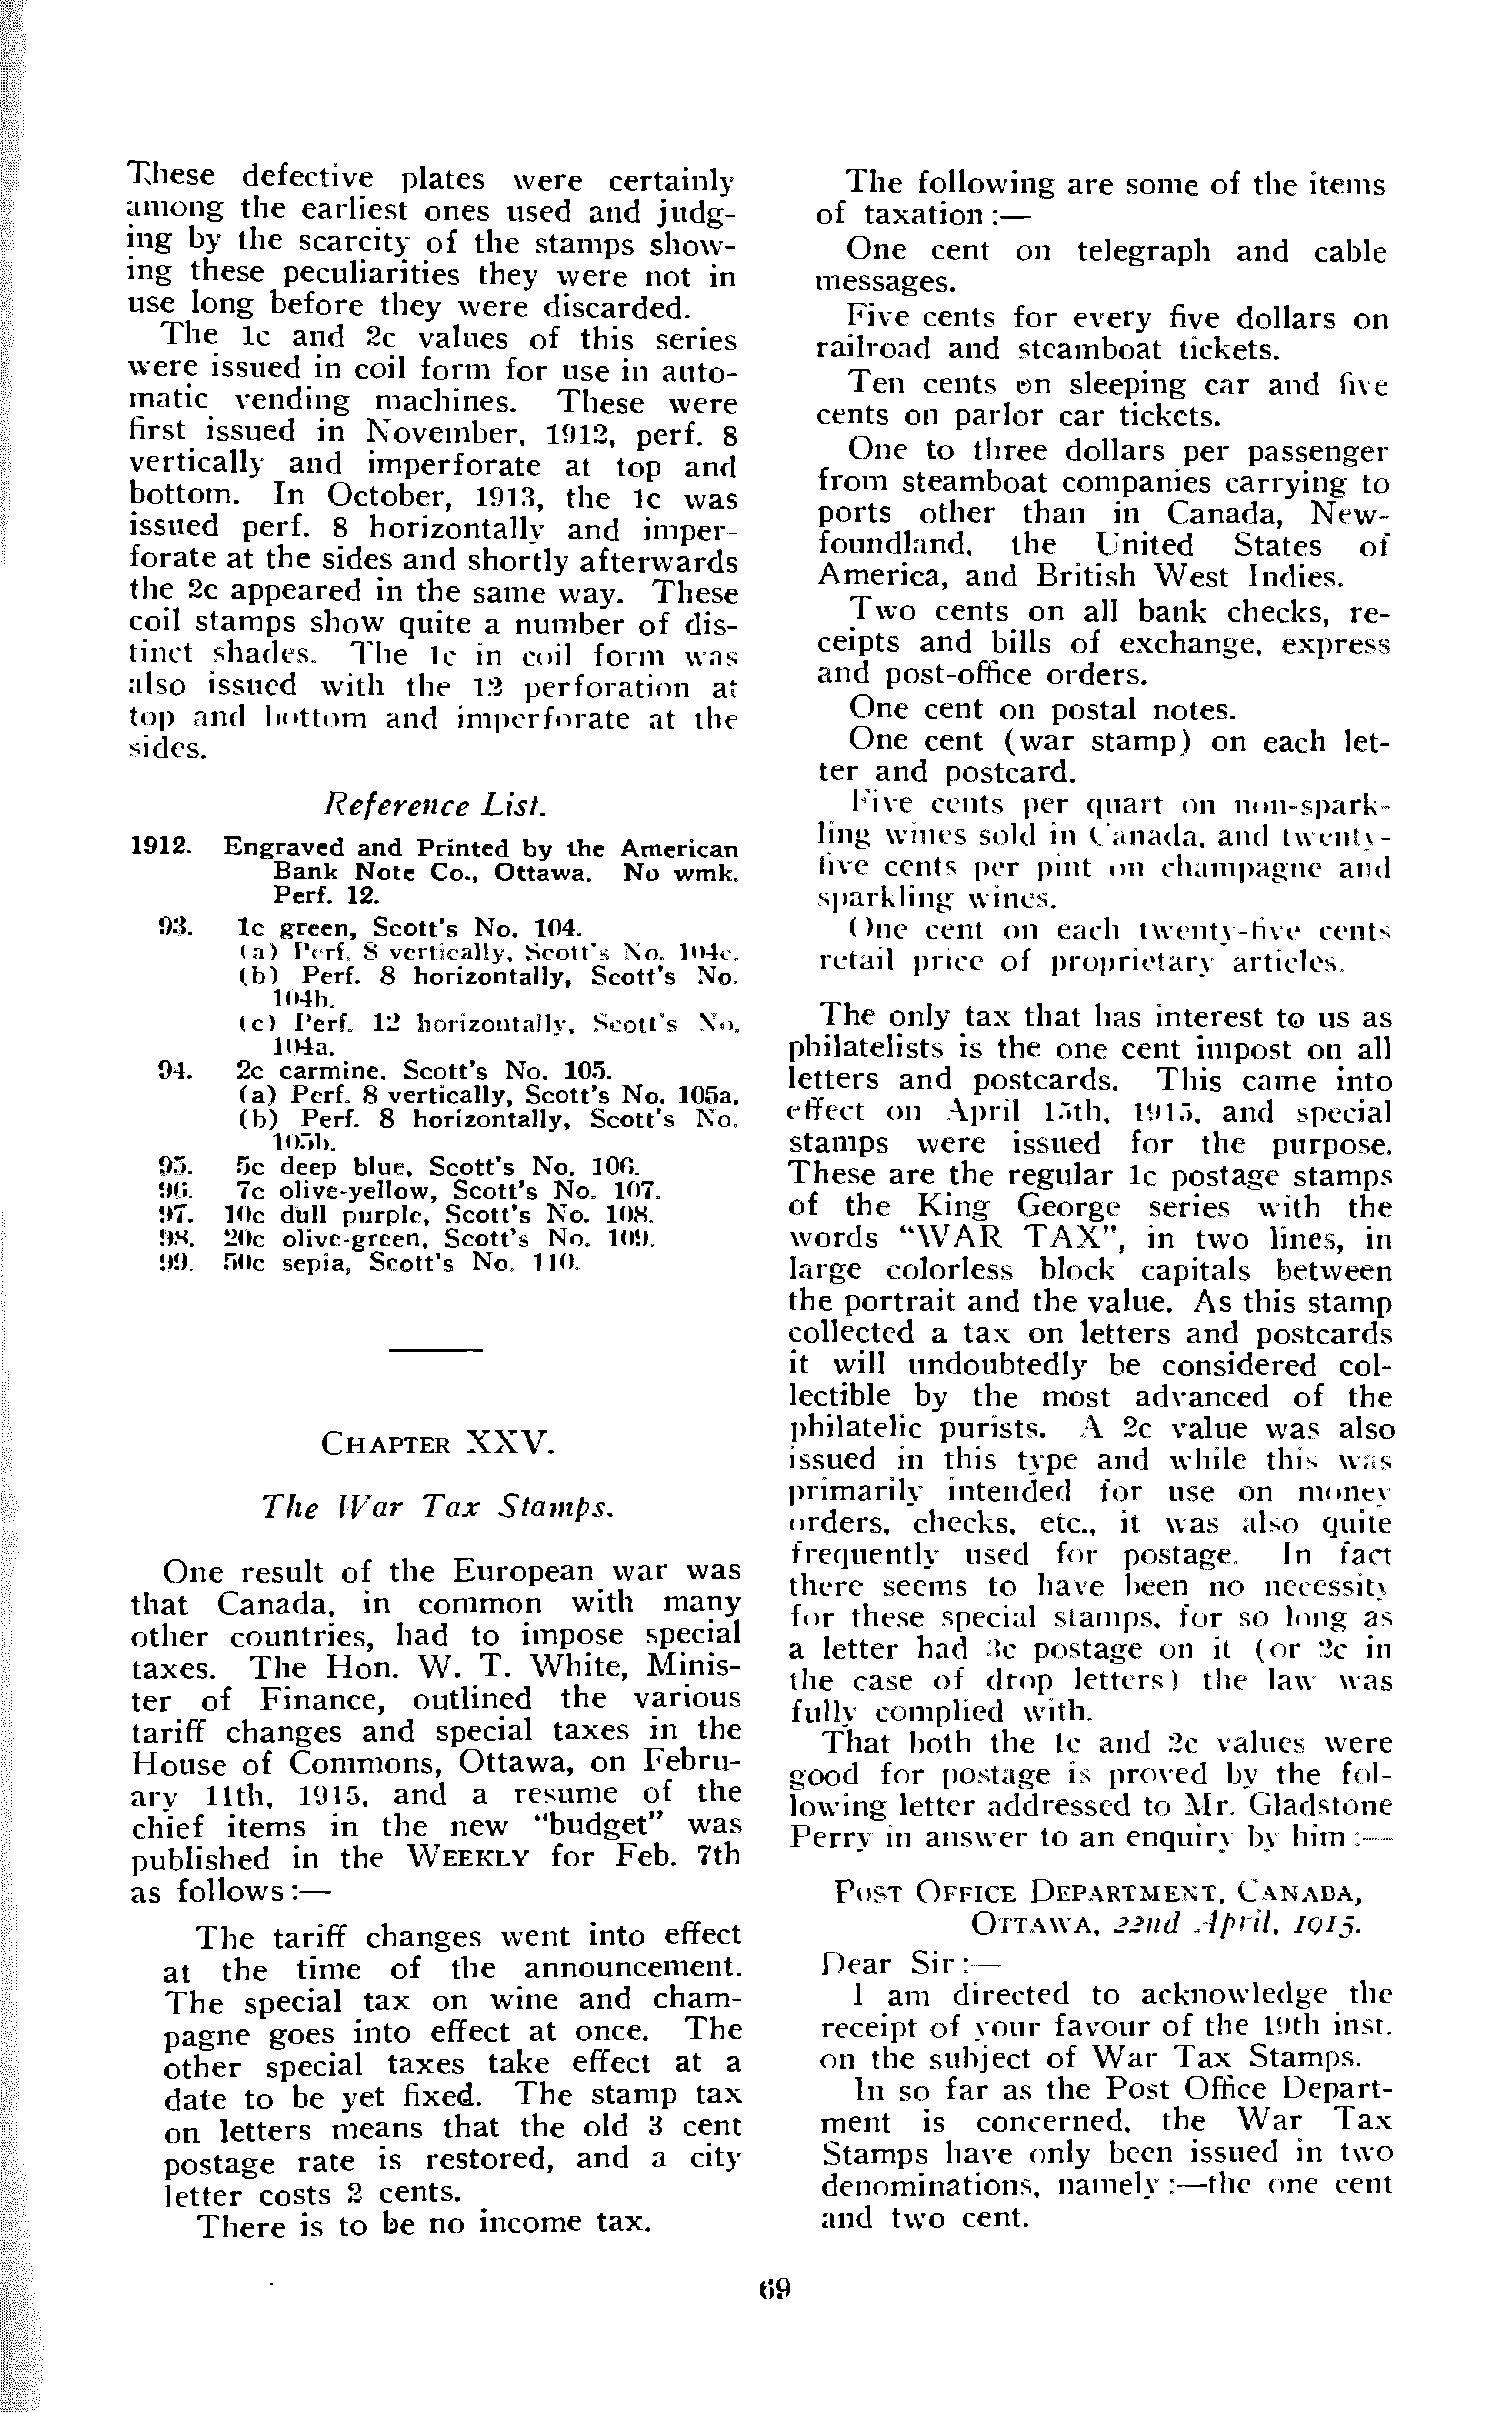 These defective plates were certainly
among the earliest ones used and judg-
ing by the scarcity of the stamps show-
ing these peculiarities they were not in
use long before they were discarded.
The 1c and 2c values of this series
were issued in coil form for use in auto-
matic vending machines. These were
first issued in November, 1912, perf. 8
vertically and imperforate at top and
bottom. In October, 1913, the 1c was
issued perf. 8 horizontally and imper-
forate at the sides and shortly afterwards
the 2c appeared in the same way. These
coil stamps show quite a number of dis-
tinct shades. The 1c in coil form was
also issued with the 12 perforation at
top and bottom and imperforate at the
sides.
Reference List.
1912. Engraved and Printed by the American
Bank Note Co., Ottawa. No wmk.
Perf. 12.
93. 1c green, Scott's No. 104.
(a) Perf. 8 vertically, Scott's No. 104c.
(b) Perf. 8 horizontally, Scott's No.
104b.
(c) Perf. 12 horizontally, Scott's No.
104a.
94. 2c carmine, Scott's No. 105.
(a) Perf. 8 vertically, Scott's No. 105a.
(b) Perf. 8 horizontally, Scott's No.
105b.
95. 5c deep blue, Scott's No. 106.
96. 7c olive-yellow, Scott's No. 107.
97. 10c dull purple, Scott's No. 108.
98. 20c olive-green, Scott's No. 109.
99. 50c sepia, Scott's No. 110.
CHAPTER XXV.
The War Tax Stamps.
One result of the European war was
that Canada, in common with many
other countries, had to impose special
taxes. The Hon. W. T. White, Minis-
ter of Finance, outlined the various
tariff changes and special taxes in the
House of Commons, Ottawa, on Febru-
ary 11th, 1915, and a resume of the
chief items in the new "budget" was
published in the WEEKLY for Feb. 7th
as follows:—
The tariff changes went into effect
at the time of the announcement.
The special tax on wine and cham-
pagne goes into effect at once. The
other special taxes take effect at a
date to be yet fixed. The stamp tax
on letters means that the old 3 cent
postage rate is restored, and a city
letter costs 2 cents.
There is to be no income tax.
The following are some of the items
of taxation:—
One cent on telegraph and cable
messages.
Five cents for every five dollars on
railroad and steamboat tickets.
Ten cents on sleeping car and five
cents on parlor car tickets.
One to three dollars per passenger
from steamboat companies carrying to
ports other than in Canada, New-
foundland, the United States of
America, and British West Indies.
Two cents on all bank checks, re-
ceipts and bills of exchange, express
and post-office orders.
One cent on postal notes.
One cent (war stamp) on each let-
ter and postcard.
Five cents per quart on non-spark-
ling wines sold in Canada, and twenty-
five cents per pint on champagne and
sparkling wines.
One cent on each twenty-five cents
retail price of proprietary articles.
The only tax that has interest to us as
philatelists is the one cent impost on all
letters and postcards. This came into
effect on April 15th, 1915, and special
stamps were issued for the purpose.
These are the regular 1c postage stamps
of the King George series with the
words "WAR TAX", in two lines, in
large colorless block capitals between
the portrait and the value. As this stamp
collected a tax on letters and postcards
it will undoubtedly be considered col-
lectible by the most advanced of the
philatelic purists. A 2c value was also
issued in this type and while this was
primarily intended for use on money
orders, checks, etc., it was also quite
frequently used for postage. In fact
there seems to have been no necessity
for these special stamps, for so long as
a letter had 3c postage on it (or 2c in
the case of drop letters) the law was
fully complied with.
That both the 1c and 2c values were
good for postage is proved by the fol-
lowing letter addressed to Mr. Gladstone
Perry in answer to an enquiry by him:—
POST OFFICE DEPARTMENT, CANADA,
OTTAWA, 22nd April, 1915.
Dear Sir:—
I am directed to acknowledge the
receipt of your favour of the 19th inst.
on the subject of War Tax Stamps.
In so far as the Post Office Depart-
ment is concerned, the War Tax
Stamps have only been issued in two
denominations, namely:—the one cent
and two cent.
69